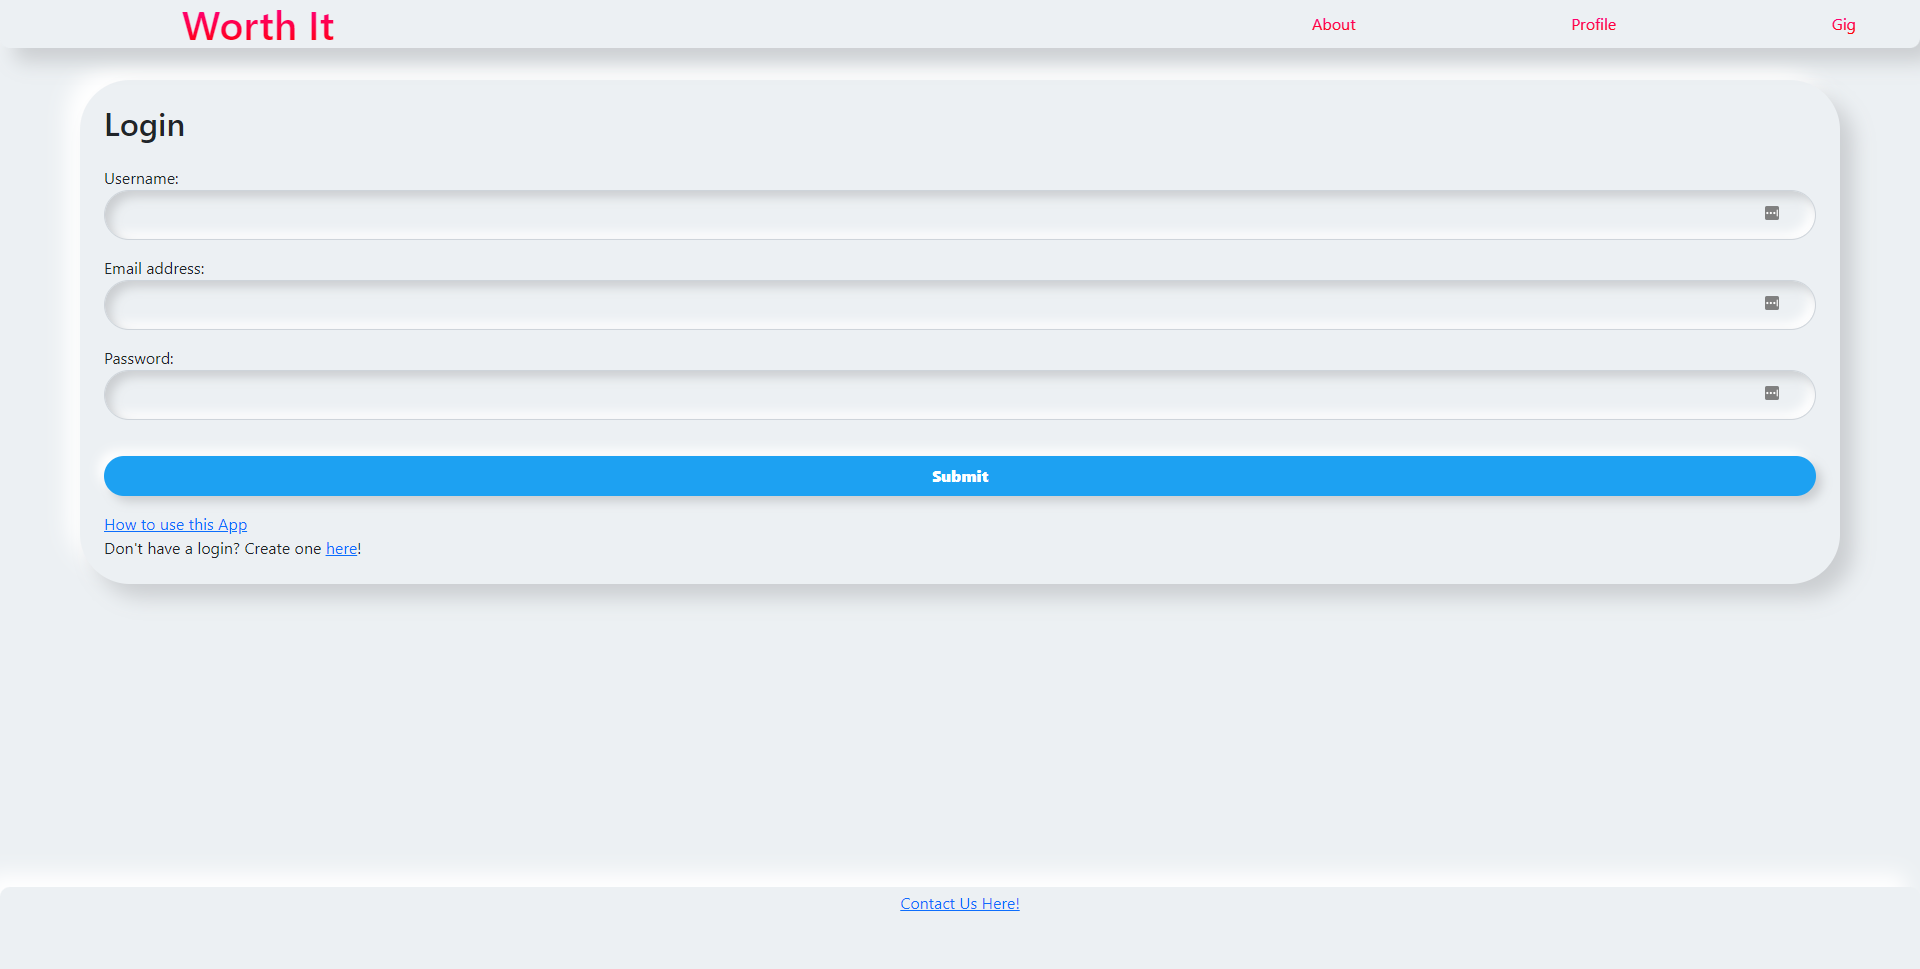 Worth It
About
Profile
Gig
Login
Username:
Email address:
Password:
Submit
How to use this App
Don't have a login? Create one here!
Contact Us Here!